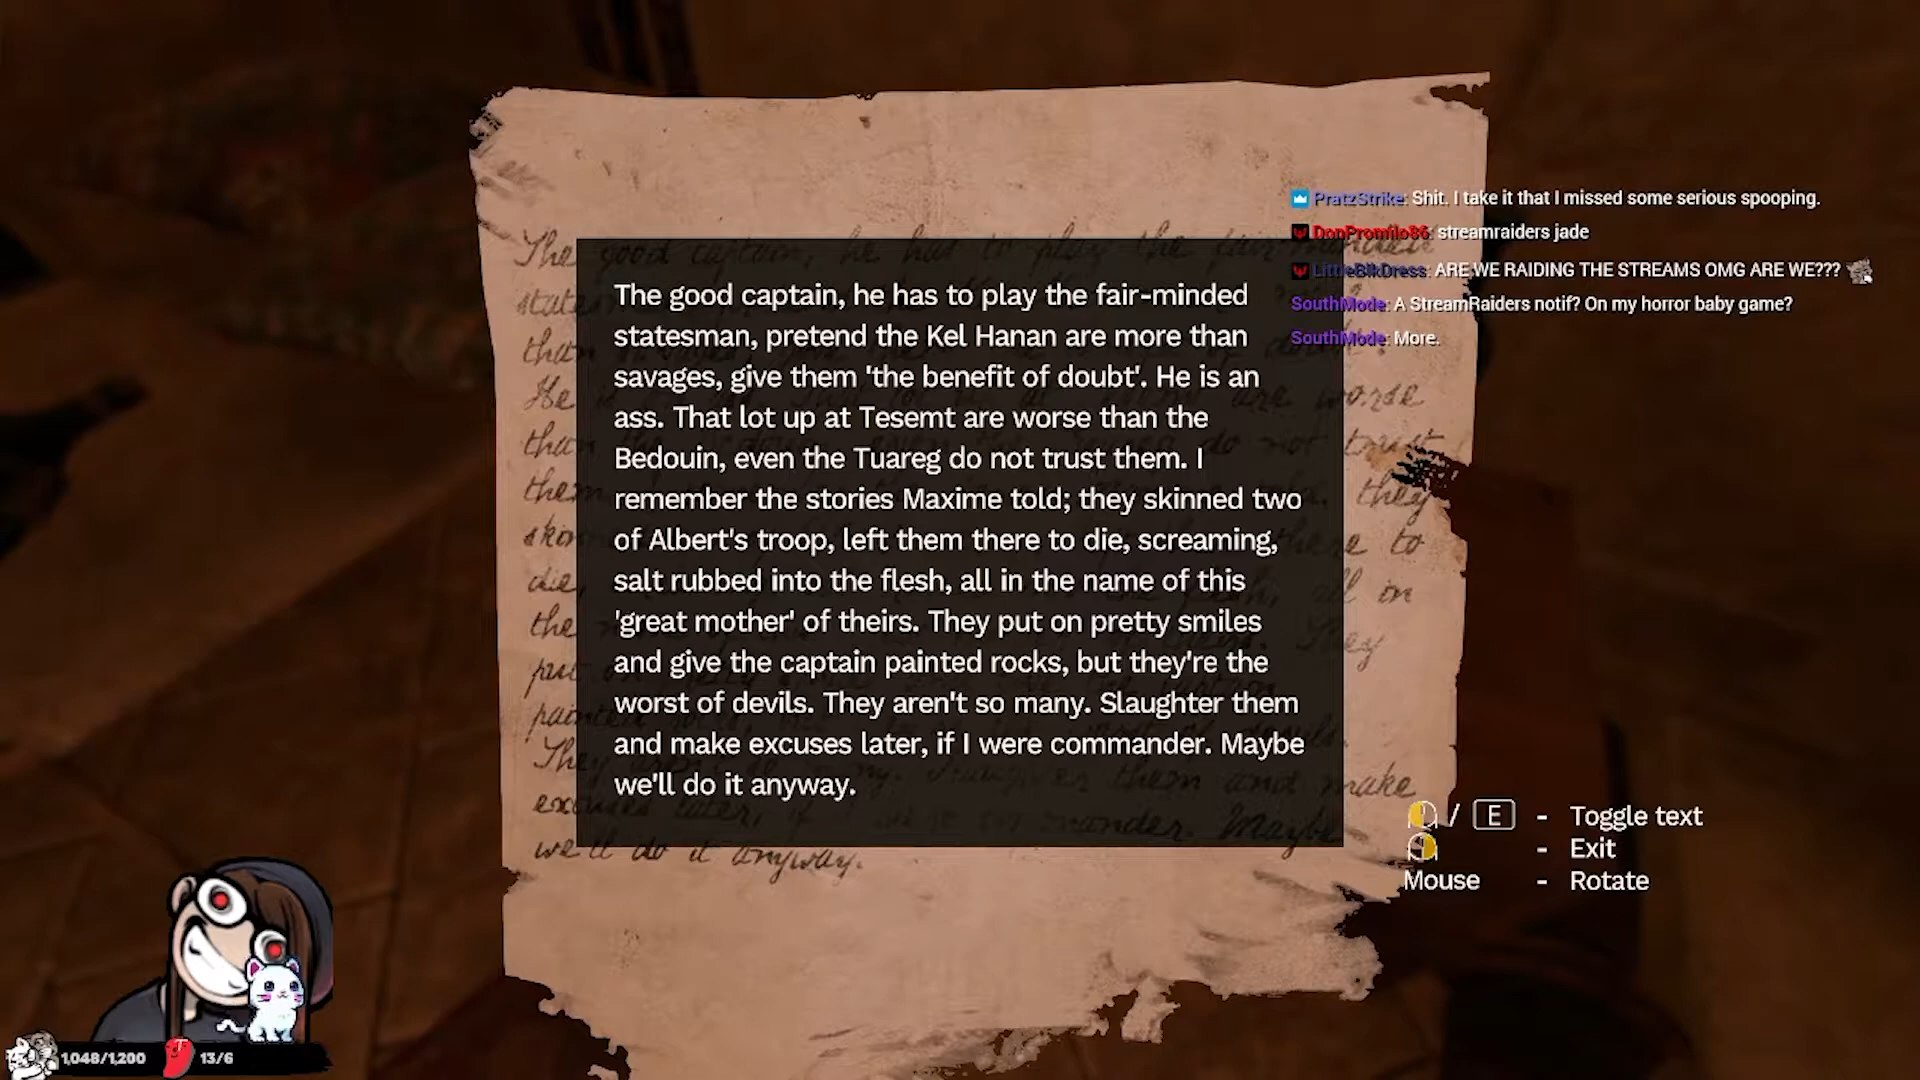 The good captain, he has to play the fair-minded
statesman, pretend the Kel Hanan are more than
savages, give them 'the benefit of doubt'. He is an
ass. That lot up at Tesemt are worse than the
Bedouin, even the Tuareg do not trust them. I
remember the stories Maxime told; they skinned two
of Albert's troop, left them there to die, screaming,
salt rubbed into the flesh, all in the name of this
'great mother' of theirs. They put on pretty smiles
and give the captain painted rocks, but they're the
worst of devils. They aren't so many. Slaughter them
and make excuses later, if I were commander. Maybe
we'll do it anyway.
we'll do it anyway.
PratzStrike: Shit. I take it that I missed some serious spooping.
DonPromilo86: streamraiders jade
LittleBlkDress: ARE WE RAIDING THE STREAMS OMG ARE WE???
SouthMode: A StreamRaiders notif? On my horror baby game?
SouthMode: More.
/ E - Toggle text
- Exit
Mouse - Rotate
1,048/1,200
13/6